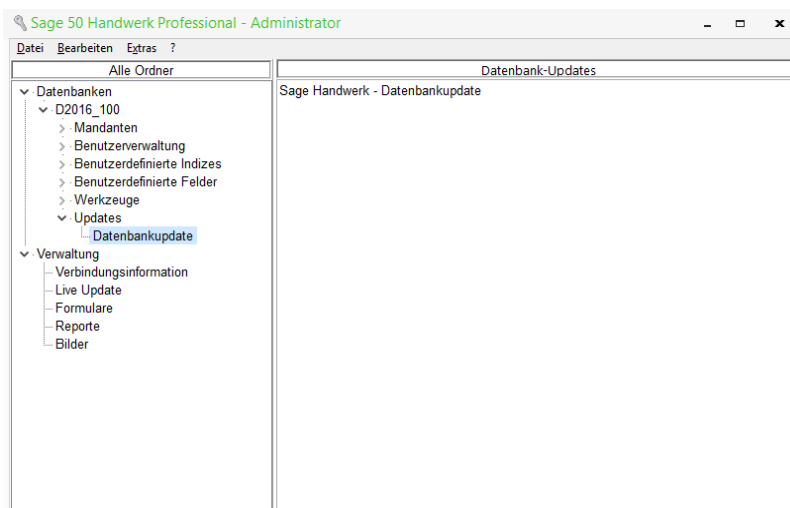 Sage 50 Handwerk Professional - Administrator
Datei Bearbeiten Extras ?
Alle Ordner
Datenbanken
D2016_100
Mandanten
Benutzerverwaltung
Benutzerdefinierte Indizes
Benutzerdefinierte Felder
Werkzeuge
Updates
Datenbankupdate
Verwaltung
Verbindungsinformation
Live Update
Formulare
Reporte
Bilder
Datenbank-Updates
Sage Handwerk - Datenbankupdate